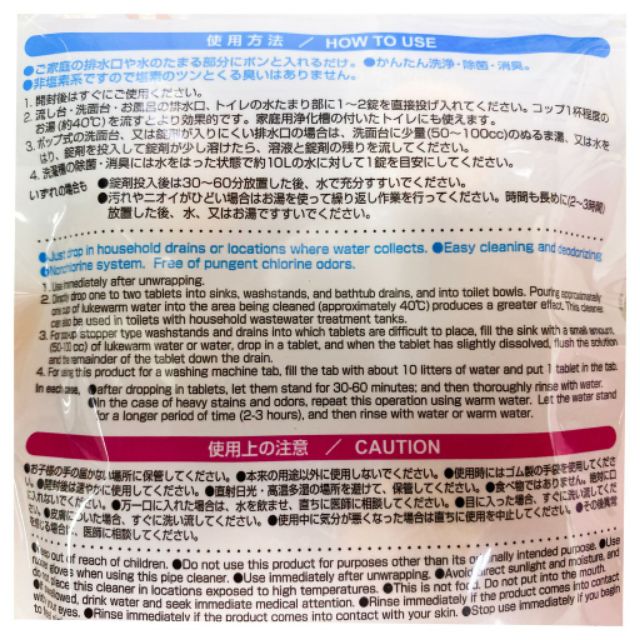 使用方法 / HOW TO USE
●ご家庭の排水口や水のたまる部分にポンと入れるだけ。 ●かんたん洗浄・除菌・消臭。
●非塩素系ですので塩素のツンとくる臭いはありません。
1. 開封後はすぐにご使用ください。
2. 流し台・洗面台・お風呂の排水口、トイレの水たまり部に1〜2錠を直接投げ入れてください。コップ1杯程度の
お湯(約40℃)を流すとより効果的です。家庭用浄化槽の付いたトイレにも使えます。
3. ポップ式の洗面台、又は錠剤が入りにくい排水口の場合は、洗面台に少量(50〜100cc)のぬるま湯、又は水を
はり、錠剤を投入して錠剤が少し溶けたら、溶液と錠剤の残りを流してください。
4. 洗濯槽の除菌・消臭には水をはった状態で約10Lの水に対して1錠を目安にしてください。
いずれの場合も ●錠剤投入後は30〜60分放置した後、水で充分すすいでください。
●汚れやニオイがひどい場合はお湯を使って繰り返し作業を行ってください。時間も長めに(2〜3時間)
放置した後、水、又はお湯ですすいでください。
●Just drop in household drains or locations where water collects. ●Easy cleaning and deodorizing
●Nonchlorine system. Free of pungent chlorine odors.
1. Use immediately after unwrapping.
2. Directly drop one to two tablets into sinks, washstands, and bathtub drains, and into toilet bowls. Pouring approximately
one cup of lukewarm water into the area being cleaned (approximately 40℃) produces a greater effect. This cleaner
can also be used in toilets with household wastewater treatment tanks.
3. For pop-up stopper type washstands and drains into which tablets are difficult to place, fill the sink with a small amount
(50-100 cc) of lukewarm water or water, drop in a tablet, and when the tablet has slightly dissolved, flush the solution
and the remainder of the tablet down the drain.
4. For using this product for a washing machine tab, fill the tab with about 10 litters of water and put 1 tablet in the tab.
(in each case, ●after dropping in tablets, let them stand for 30-60 minutes; and then thoroughly rinse with water.
●In the case of heavy stains and odors, repeat this operation using warm water. Let the water stand
for a longer period of time (2-3 hours), and then rinse with water or warm water.
使用上の注意 / CAUTION
●お子様の手の届かない場所に保管してください。 ●本来の用途以外に使用しないでください。 ●使用時にはゴム製の手袋を使用してくださ
い。 ●開封後は速やかに使用してください。 ●直射日光・高温多湿の場所を避けて、保管してください。 ●食べ物ではありません。絶対に口
に入れないでください。 ●万一口に入れた場合は、水を飲ませ、直ちに医師に相談してください。 ●目に入った場合、すぐに洗い流してくだ
さい。 ●皮膚についた場合、すぐに洗い流してください。 ●使用中に気分が悪くなった場合は直ちに使用を中止してください。 ●その後異常
を感じる場合は、医師に相談してください。
●Keep out of reach of children. ●Do not use this product for purposes other than its originally intended purpose. ●Use
gloves when using this pipe cleaner. ●Use immediately after unwrapping. ●Avoid direct sunlight and moisture, and
do not place this cleaner in locations exposed to high temperatures. ●This is not food. Do not put into the mouth.
swallowed, drink water and seek immediate medical attention. ●Rinse immediately if the product comes into contact
with your eyes. ●Rinse immediately if the product comes into contact with your skin. ●Stop use immediately if you begin